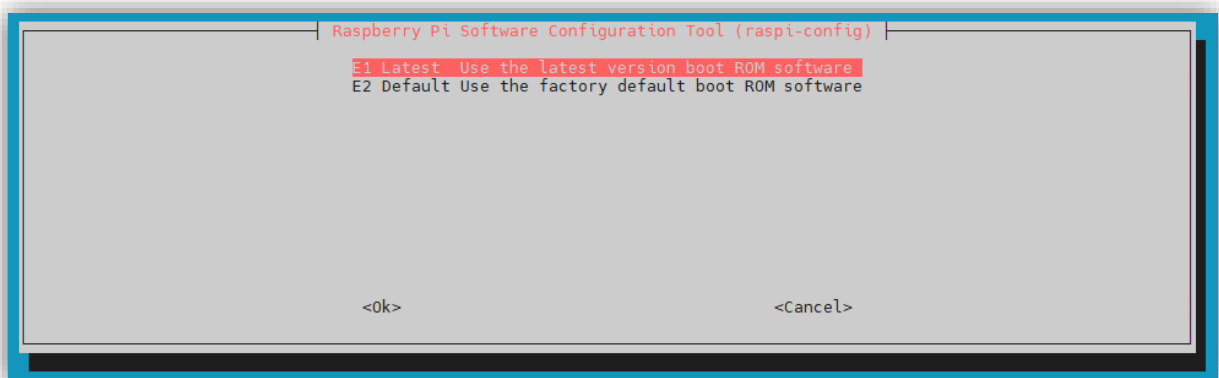 Raspberry Pi Software Configuration Tool (raspi-config)
E1 Latest  Use the latest version boot ROM software
E2 Default Use the factory default boot ROM software
<Ok> <Cancel>